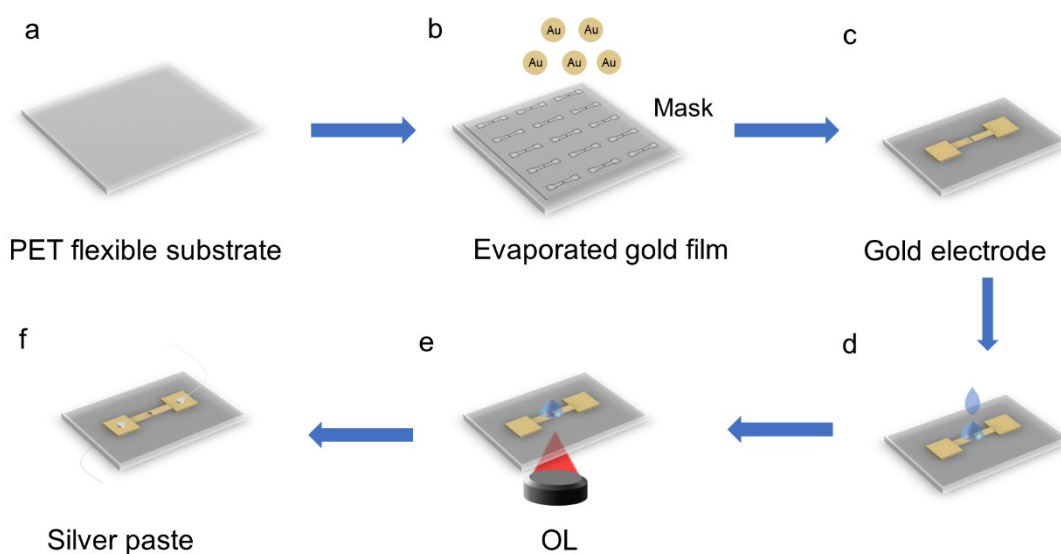 a
b
c
Au Au
Au Au Au
Mask
PET flexible substrate
Evaporated gold film
Gold electrode
f
e
d
Silver paste
OL